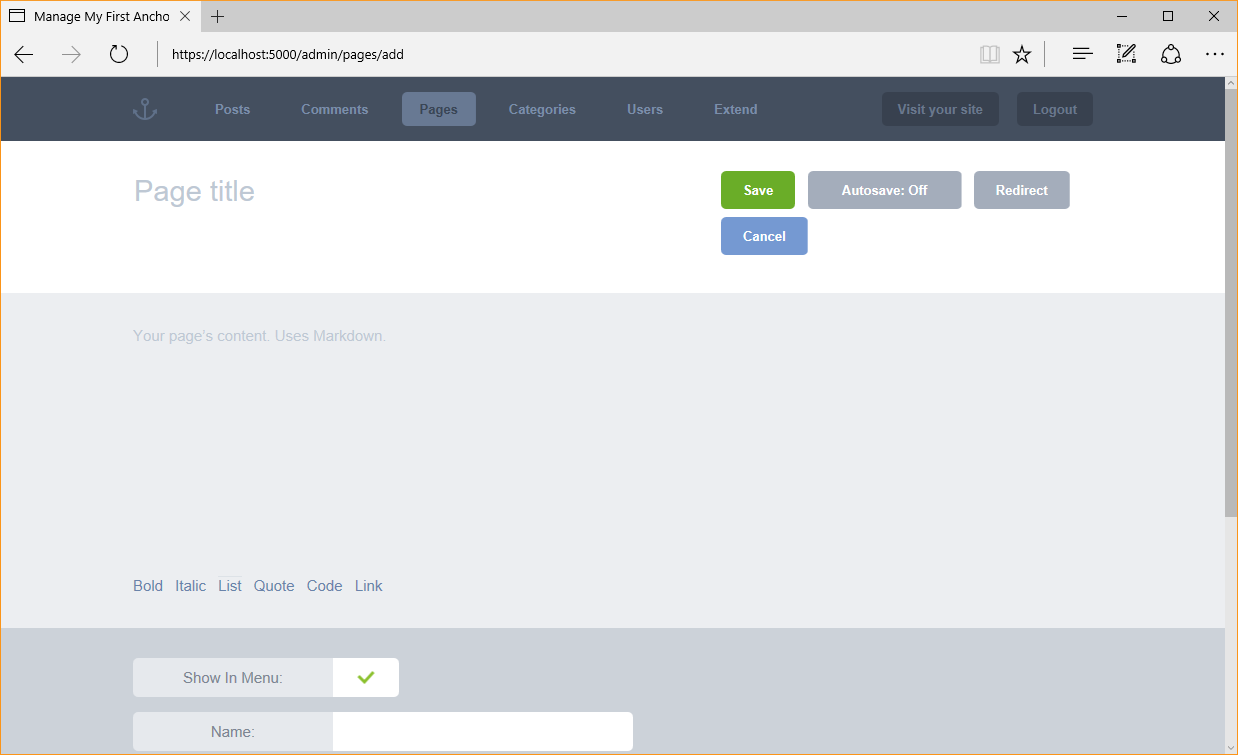 Manage My First Ancho
https://localhost:5000/admin/pages/add
Posts Comments Pages Categories Users Extend Visit your site Logout
Page title
Save Autosave: Off Redirect
Cancel
Your page's content. Uses Markdown.
Bold Italic List Quote Code Link
Show In Menu:
Name: